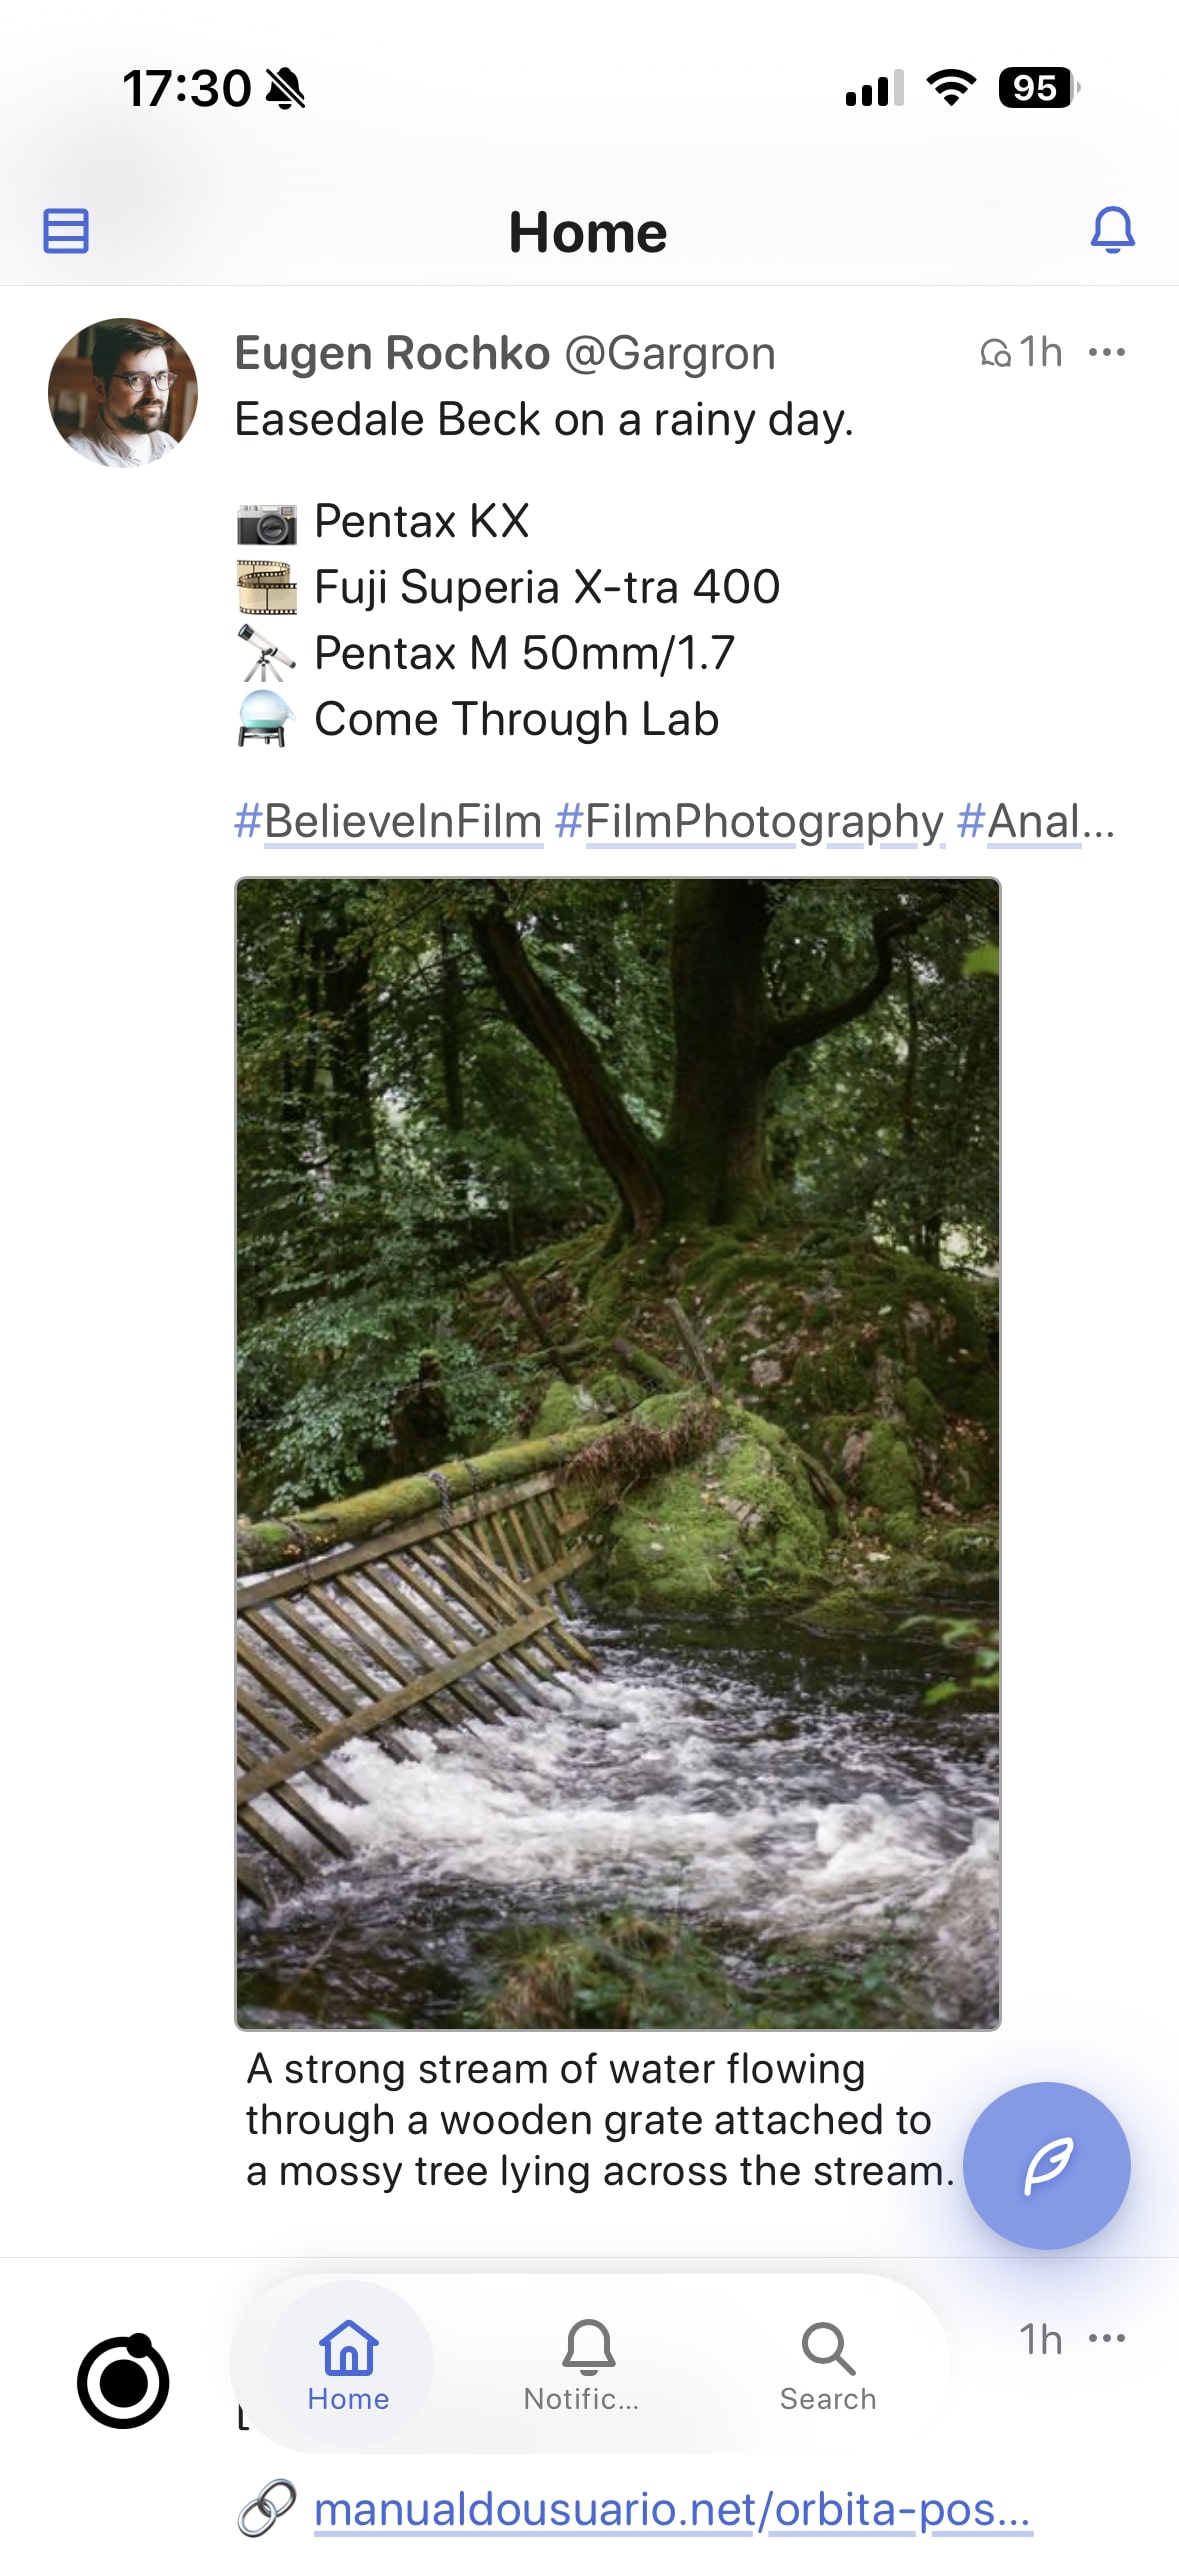 17:30
95
Home
Eugen Rochko @Gargron
1h
Easedale Beck on a rainy day.
Pentax KX
Fuji Superia X-tra 400
Pentax M 50mm/1.7
Come Through Lab
#BelieveInFilm #FilmPhotography #Anal...
A strong stream of water flowing
through a wooden grate attached to
a mossy tree lying across the stream.
1h
Home
Notific...
Search
manualdousuario.net/orbita-pos...